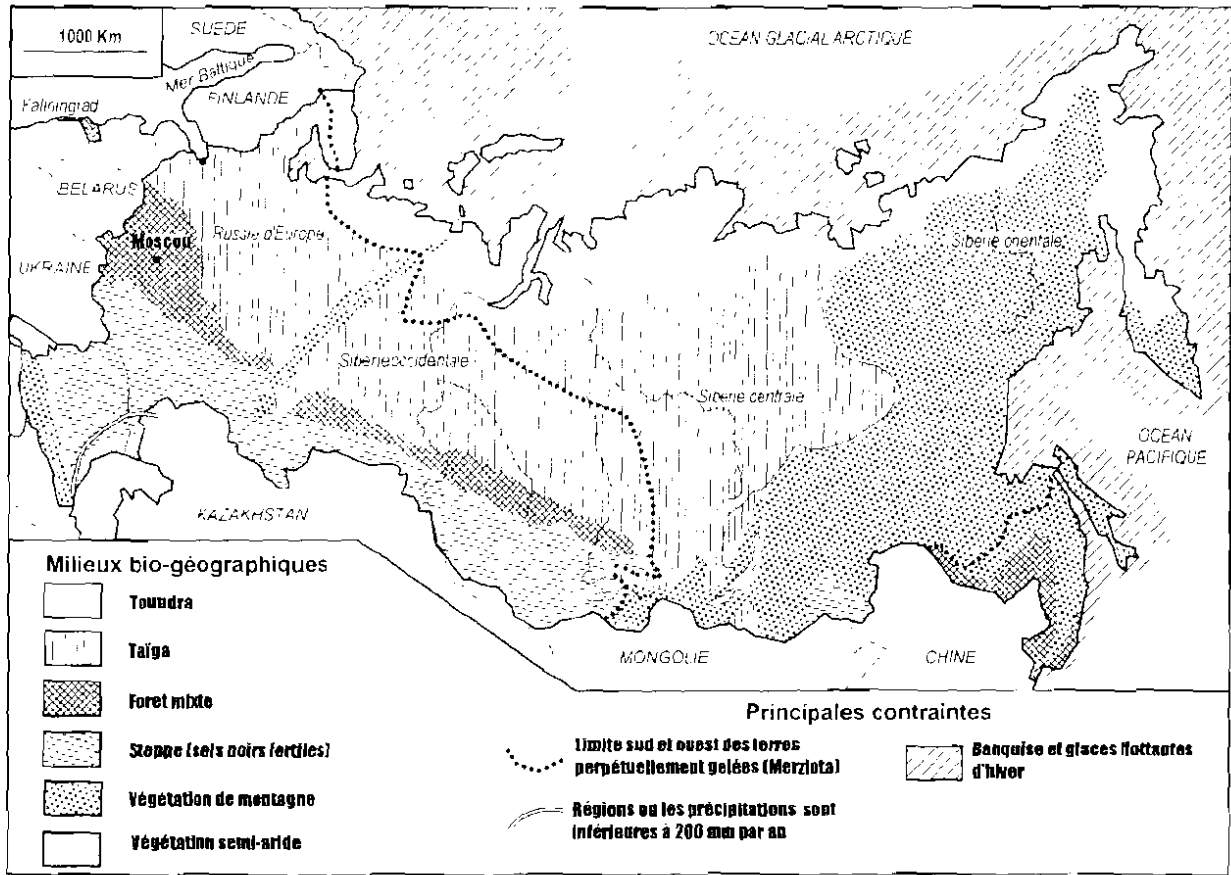 1000 Km
SUEDE
OCEAN GLACIAL ARCTIQUE
Mer Baltique
FINLANDE
Kaliningrad
BELARUS
Russie d'Europe
Moscou
UKRAINE
Sibérie orientale
Sibérie occidentale
Sibérie centrale
OCEAN
PACIFIQUE
KAZAKHSTAN
MONGOLIE
CHINE
Milieux bio-géographiques
Toundra
Taïga
Foret mixte
Steppe (sols noirs fertiles)
Végétation de montagne
Végétation semi-aride
Principales contraintes
Limite sud et ouest des terres
perpétuellement gelées (Merzlota)
Régions ou les précipitations sont
inférieures à 200 mm par an
Banquise et glaces flottantes
d'hiver